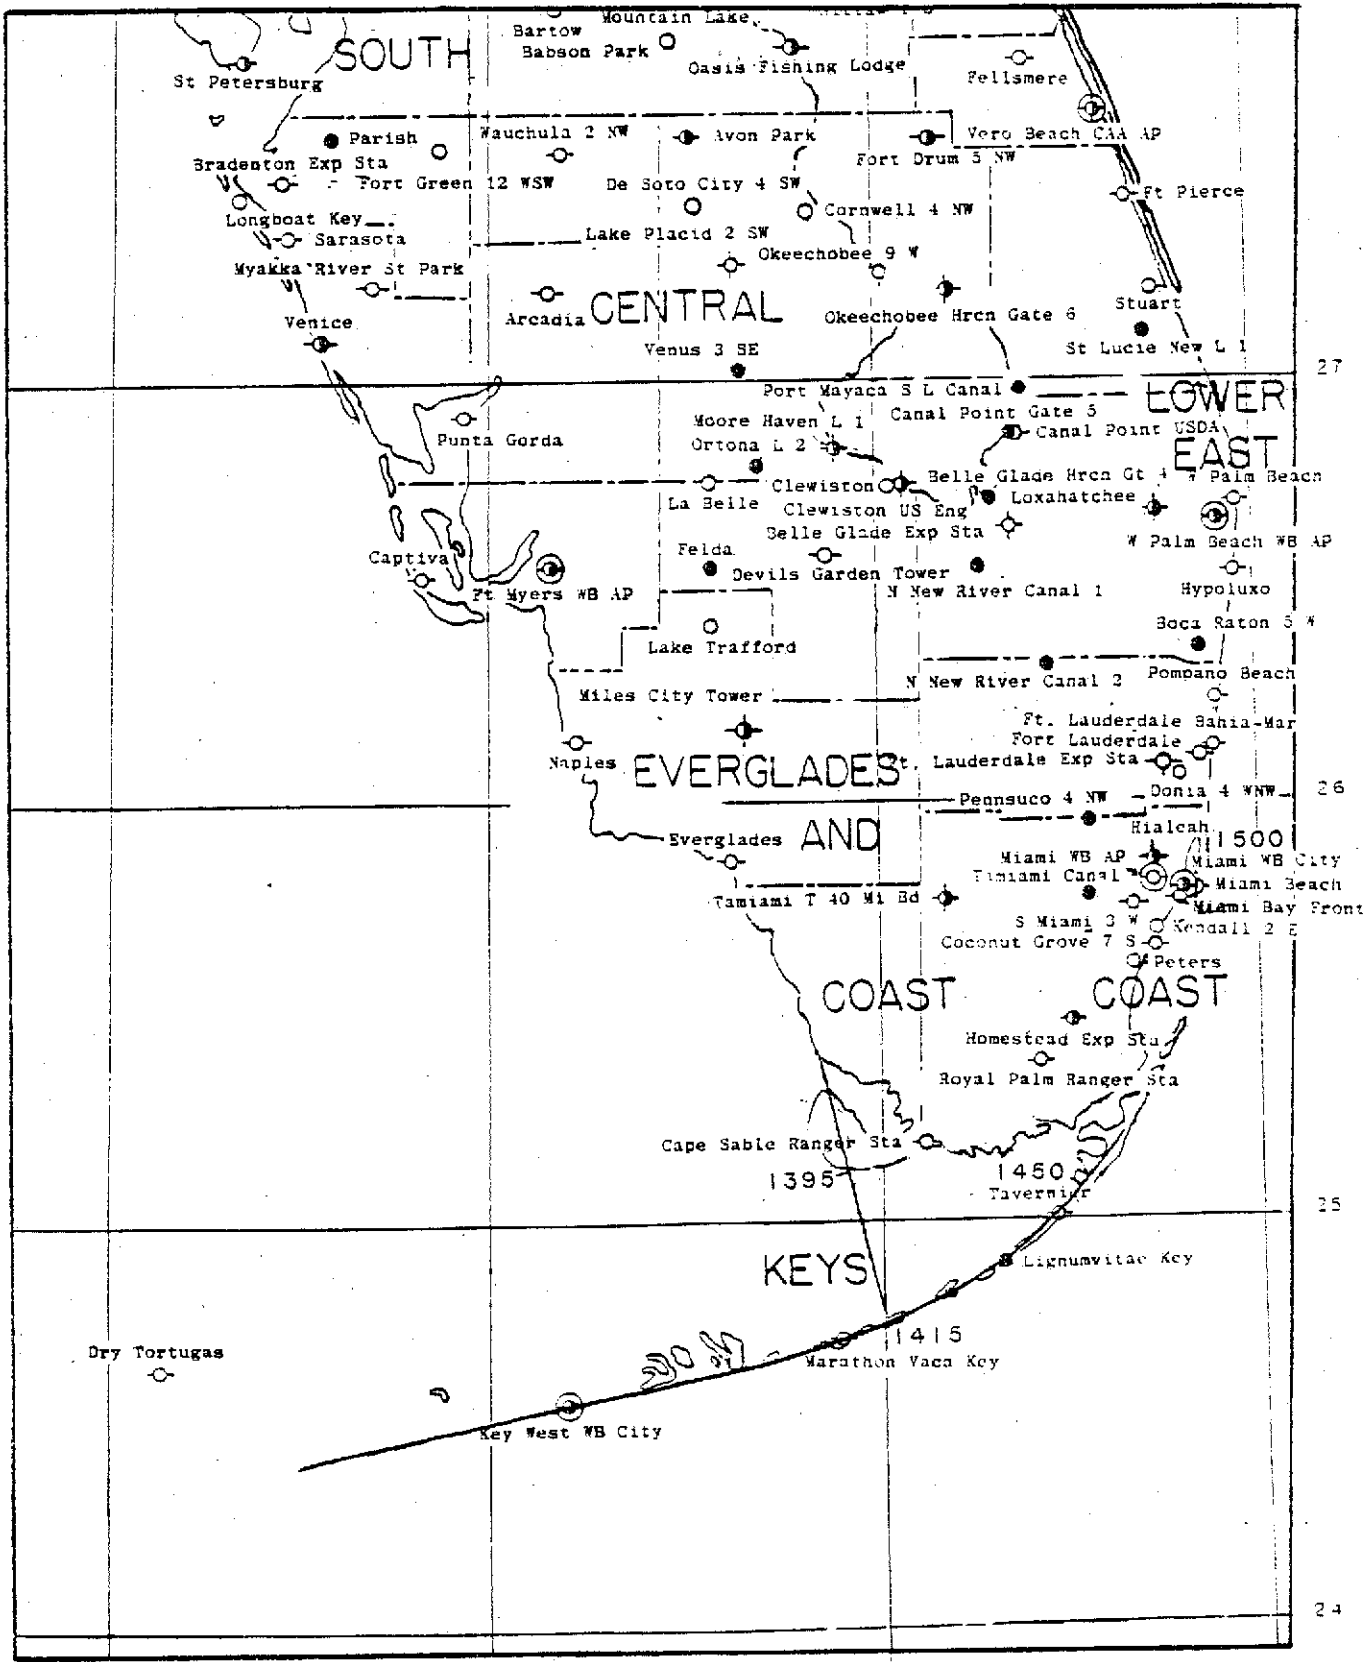 Mountain Lake
Bartow
Babson Park
SOUTH
Oasis Fishing Lodge
St Petersburg
Fellsmere
Parish
Wauchula 2 NW
Avon Park
Vero Beach CAA AP
Bradenton Exp Sta
Fort Drum 5 NW
Fort Green 12 WSW
De Soto City 4 SW
Ft Pierce
Longboat Key
Cornwell 4 NW
Sarasota
Lake Placid 2 SW
Okeechobee 9 W
Myakka River St Park
Arcadia
CENTRAL
Okeechobee Hrcn Gate 6
Stuart
Venice
Venus 3 SE
St Lucie New L 1
27
Port Mayaca S L Canal
LOWER
Canal Point Gate 5
Moore Haven L 1
Punta Gorda
Canal Point USDA
Ortona L 2
EAST
Belle Glade Hrcn Gt 4
W Palm Beach
La Belle
Clewiston
Loxahatchee
Clewiston US Eng
Belle Glade Exp Sta
W Palm Beach WB AP
Captiva
Felda
Devils Garden Tower
Ft Myers WB AP
N New River Canal 1
Hypoluxo
Boca Raton 5 W
Lake Trafford
N New River Canal 2
Pompano Beach
Miles City Tower
Ft. Lauderdale Bahia-Mar
Fort Lauderdale
Naples
EVERGLADES
Ft. Lauderdale Exp Sta
Dania 4 WNW
26
Pennsuco 4 NW
Everglades
AND
Hialeah
1500
Miami WB AP
Miami WB City
Tamiami Canal
Miami Beach
Tamiami T 40 Mi Bd
Miami Bay Front
S Miami 3 W
Kendall 2 E
Coconut Grove 7 S
Peters
COAST
COAST
Homestead Exp Sta
Royal Palm Ranger Sta
Cape Sable Ranger Sta
1395
1450
Tavernier
25
KEYS
Lignumvitae Key
1415
Marathon Vaca Key
Dry Tortugas
Key West WB City
24